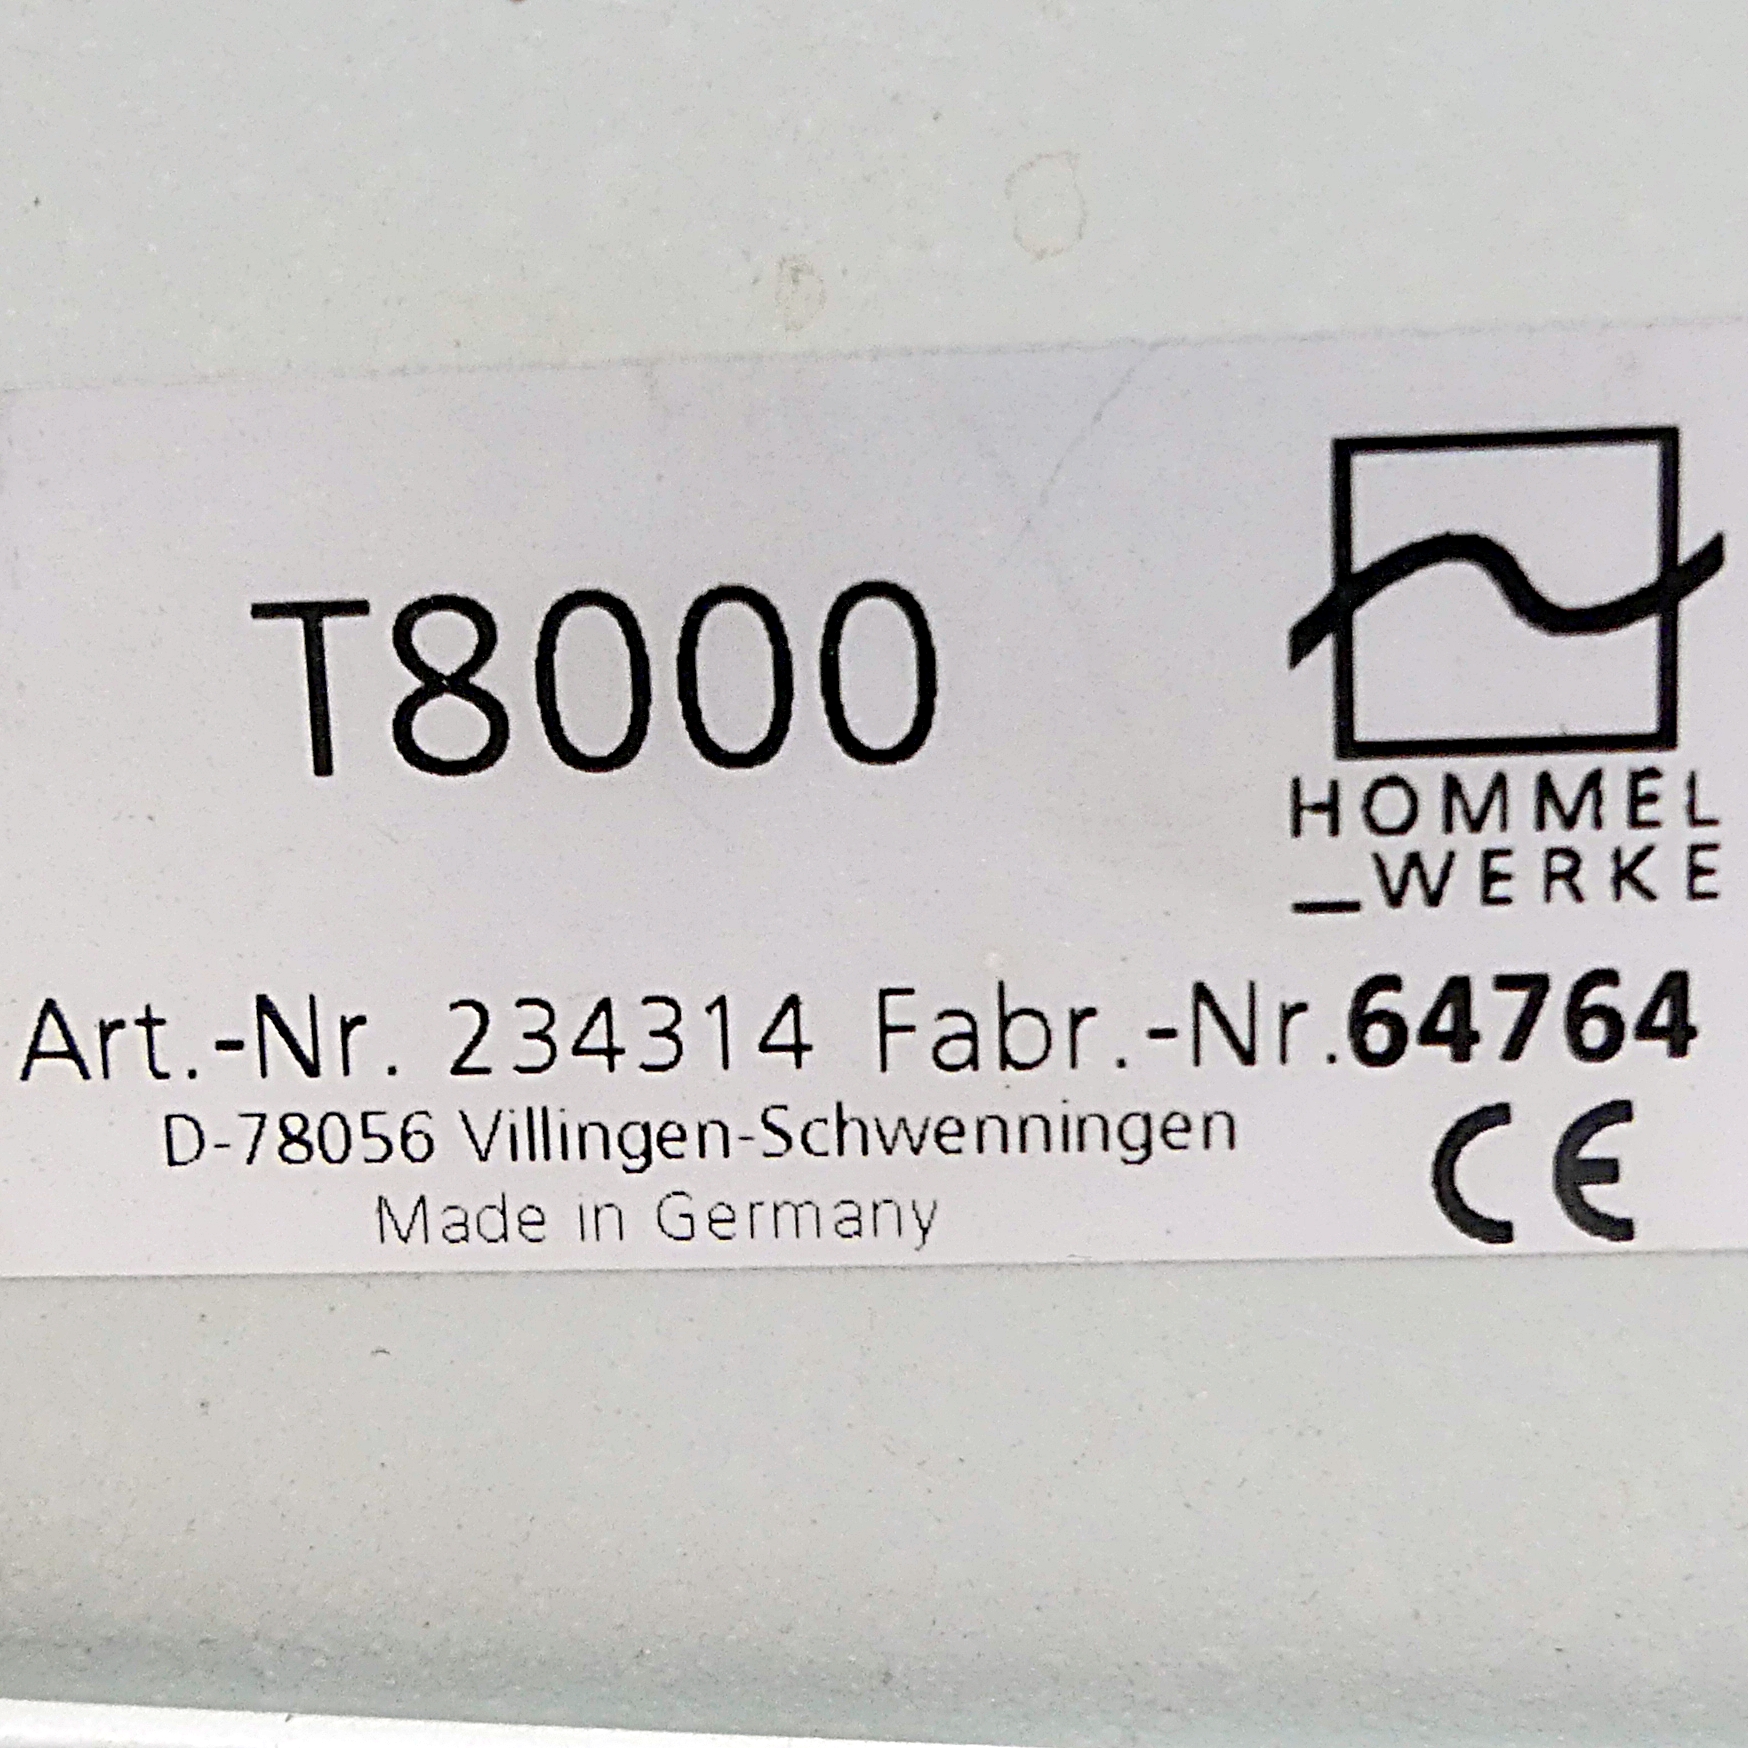 T8000
HOMMEL
_WERKE
Art.-Nr. 234314 Fabr.-Nr.64764
D-78056 Villingen-Schwenningen
Made in Germany
CE